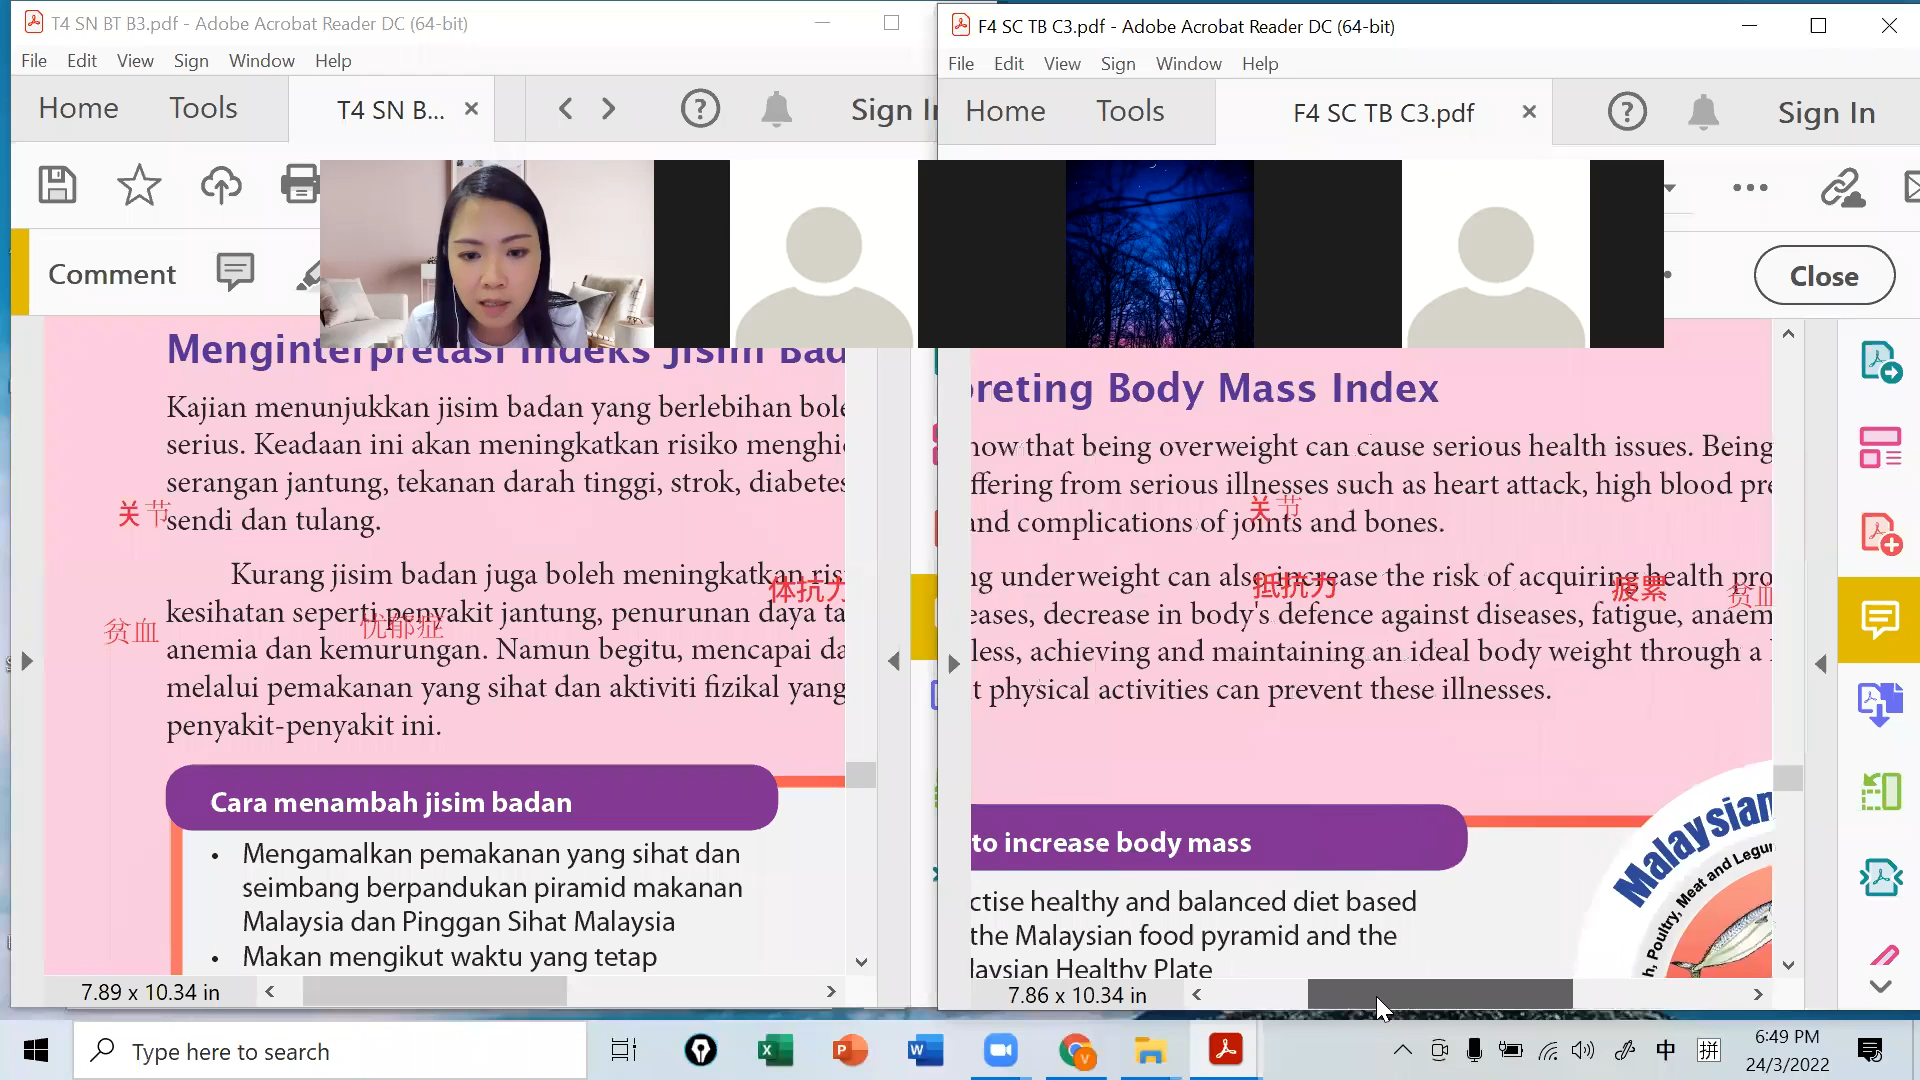 T4 SN BT B3.pdf - Adobe Acrobat Reader DC (64-bit)
File Edit View Sign Window Help
Home Tools T4 SN B... Sign In
Comment
Menginterpretasi Indeks Jisim Bad
Kajian menunjukkan jisim badan yang berlebihan bole
serius. Keadaan ini akan meningkatkan risiko menghi
serangan jantung, tekanan darah tinggi, strok, diabetes
关节
sendi dan tulang.
Kurang jisim badan juga boleh meningkatkan ris
体抗力
kesihatan seperti penyakit jantung, penurunan daya ta
贫血 忧郁症
anemia dan kemurungan. Namun begitu, mencapai da
melalui pemakanan yang sihat dan aktiviti fizikal yang
penyakit-penyakit ini.
Cara menambah jisim badan
• Mengamalkan pemakanan yang sihat dan
seimbang berpandukan piramid makanan
Malaysia dan Pinggan Sihat Malaysia
• Makan mengikut waktu yang tetap
7.89 x 10.34 in
F4 SC TB C3.pdf - Adobe Acrobat Reader DC (64-bit)
File Edit View Sign Window Help
Home Tools F4 SC TB C3.pdf Sign In
Close
preting Body Mass Index
how that being overweight can cause serious health issues. Being
ffering from serious illnesses such as heart attack, high blood pre
关节
and complications of joints and bones.
ng underweight can also increase the risk of acquiring health pro
抵抗力 疲累 贫血
eases, decrease in body's defence against diseases, fatigue, anaem
less, achieving and maintaining an ideal body weight through a
t physical activities can prevent these illnesses.
to increase body mass
ctise healthy and balanced diet based
the Malaysian food pyramid and the
laysian Healthy Plate
Malaysian
h, Poultry, Meat and Legum
7.86 x 10.34 in
Type here to search
中 拼
6:49 PM
24/3/2022